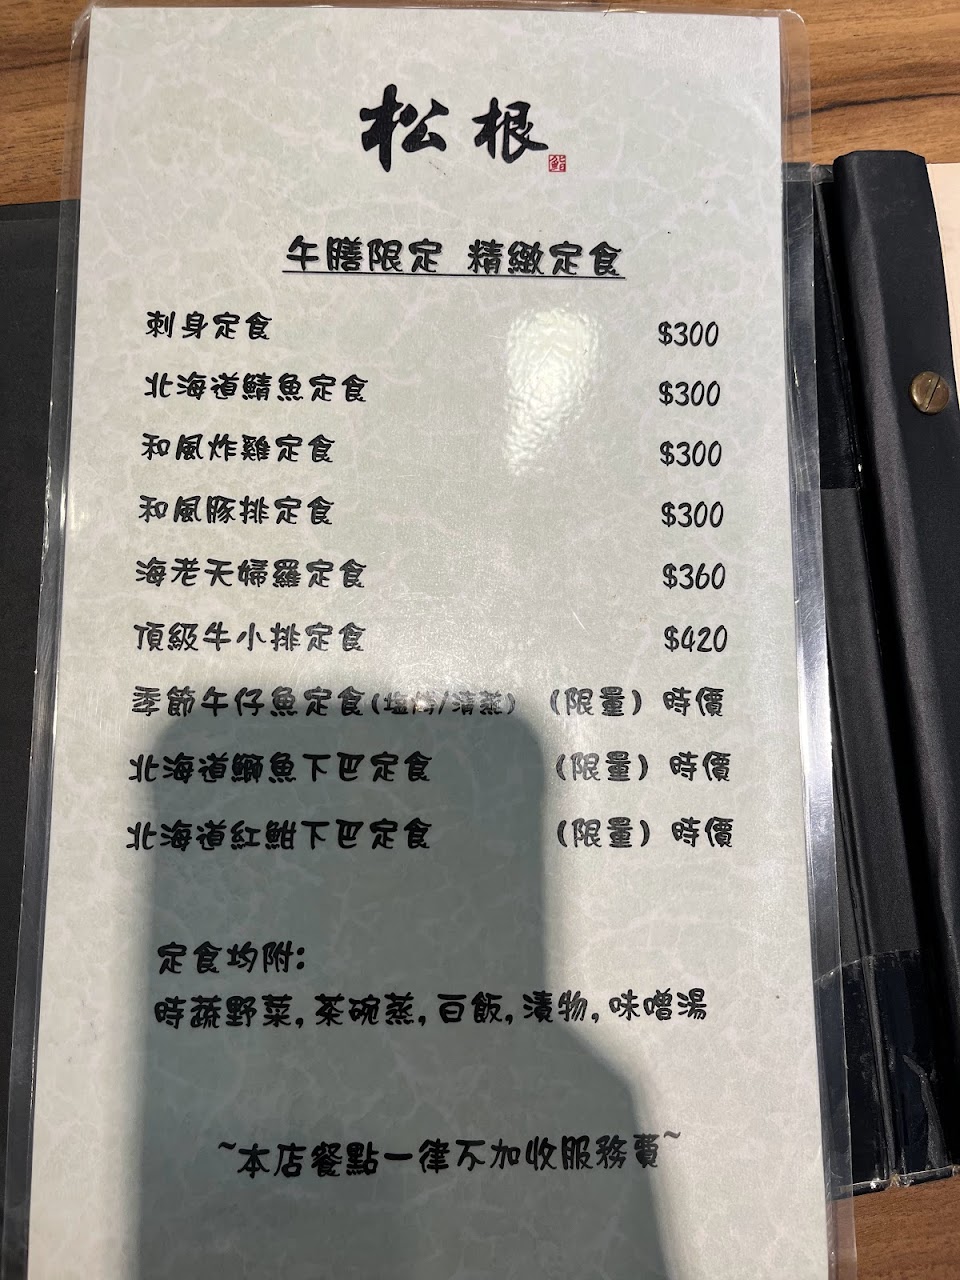 松根
鮨
午膳限定 精緻定食
刺身定食 $300
北海道鯖魚定食 $300
和風炸雞定食 $300
和風豚排定食 $300
海老天婦羅定食 $360
頂級牛小排定食 $420
季節午仔魚定食(塩烤/清蒸) (限量) 時價
北海道鰤魚下巴定食 (限量) 時價
北海道紅魽下巴定食 (限量) 時價
定食均附:
時蔬野菜,茶碗蒸,白飯,漬物,味噌湯
~本店餐點一律不加收服務費~